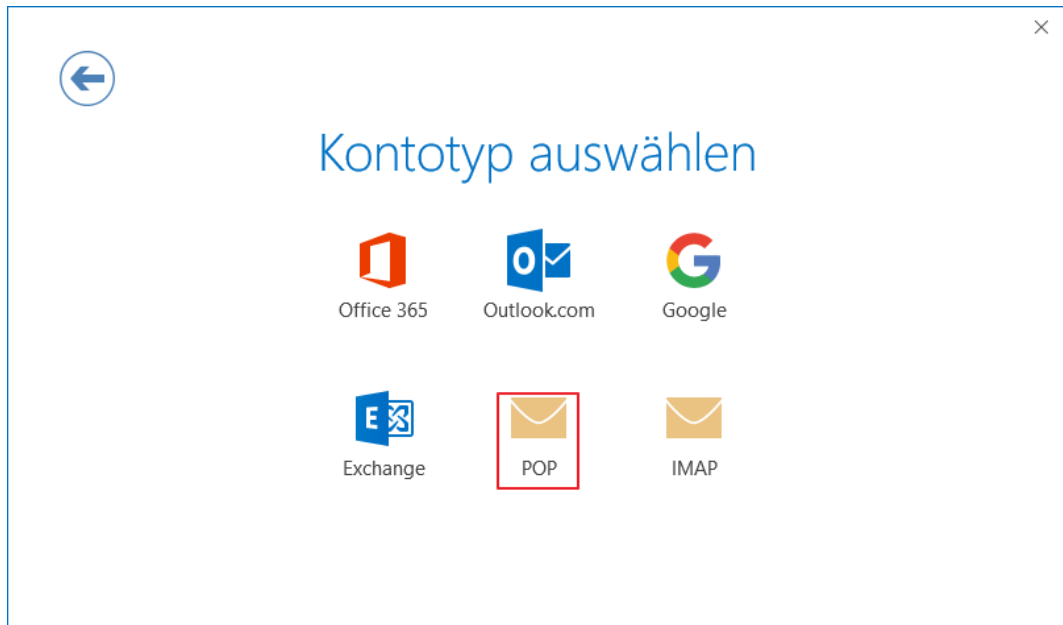 Kontotyp auswählen
Office 365
Outlook.com
Google
Exchange
POP
IMAP